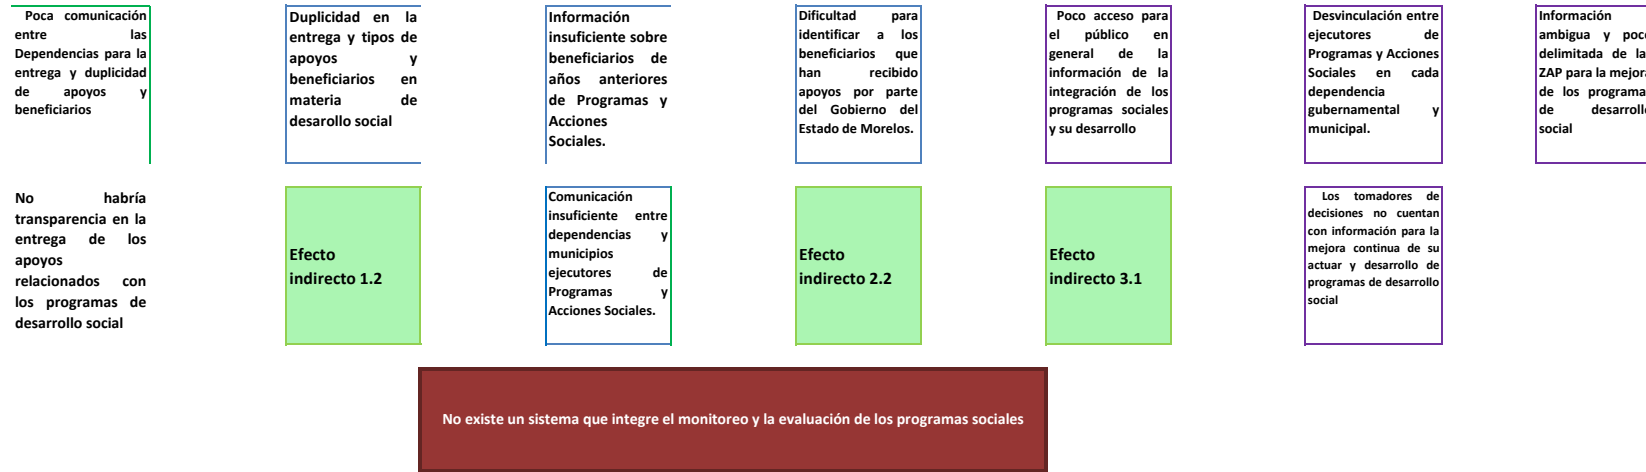 Poca comunicación
entre las
Dependencias para la
entrega y duplicidad
de apoyos y
beneficiarios
Duplicidad en la
entrega y tipos de
apoyos y
beneficiarios en
materia de
desarollo social
Información
insuficiente sobre
beneficiarios de
años anteriores
de Programas y
Acciones
Sociales.
Dificultad para
identificar a los
beneficiarios que
han recibido
apoyos por parte
del Gobierno del
Estado de Morelos.
Poco acceso para
el público en
general de la
información de la
integración de los
programas sociales
y su desarrollo
Desvinculación entre
ejecutores de
Programas y Acciones
Sociales en cada
dependencia
gubernamental y
municipal.
Información
ambigua y poco
delimitada de la
ZAP para la mejora
de los programa
de desarrollo
social
No habría
transparencia en la
entrega de los
apoyos
relacionados con
los programas de
desarrollo social
Efecto
indirecto 1.2
Comunicación
insuficiente entre
dependencias y
municipios
ejecutores de
Programas y
Acciones Sociales.
Efecto
indirecto 2.2
Efecto
indirecto 3.1
Los tomadores de
decisiones no cuentan
con información para la
mejora continua de su
actuar y desarrollo de
programas de desarrollo
social
No existe un sistema que integre el monitoreo y la evaluación de los programas sociales